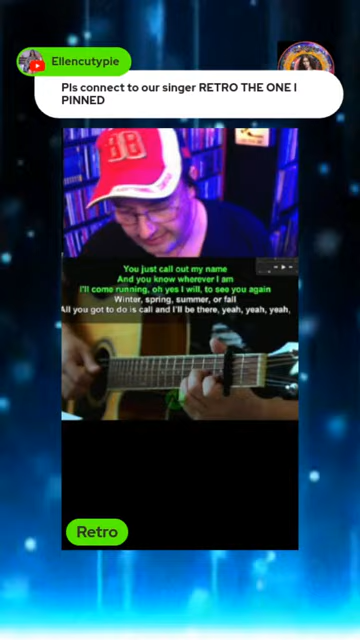 Ellencutypie
Pls connect to our singer RETRO THE ONE I
PINNED
88
You just call out my name
And you know wherever I am
I'll come running, oh yes I will, to see you again
Winter, spring, summer, or fall
All you got to do is call and I'll be there, yeah, yeah, yeah,
Retro